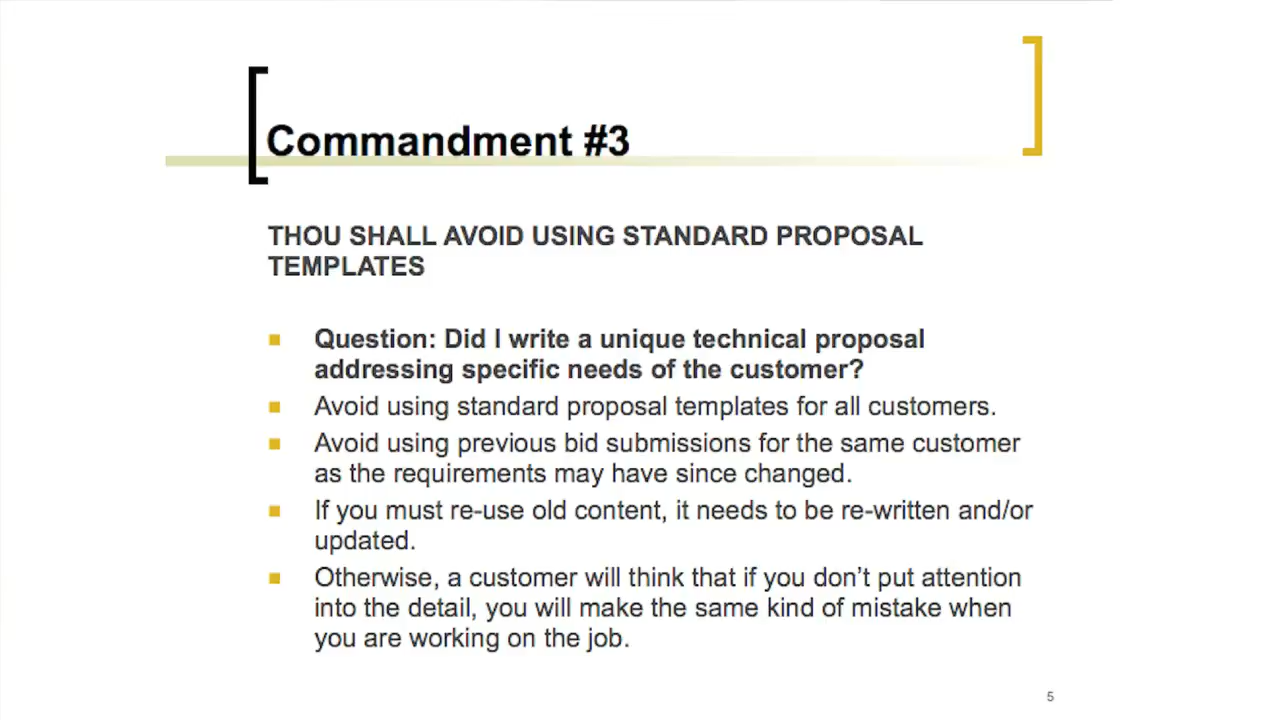 Commandment #3
THOU SHALL AVOID USING STANDARD PROPOSAL
TEMPLATES
Question: Did I write a unique technical proposal
addressing specific needs of the customer?
Avoid using standard proposal templates for all customers.
Avoid using previous bid submissions for the same customer
as the requirements may have since changed.
If you must re-use old content, it needs to be re-written and/or
updated.
Otherwise, a customer will think that if you don’t put attention
into the detail, you will make the same kind of mistake when
you are working on the job.
5